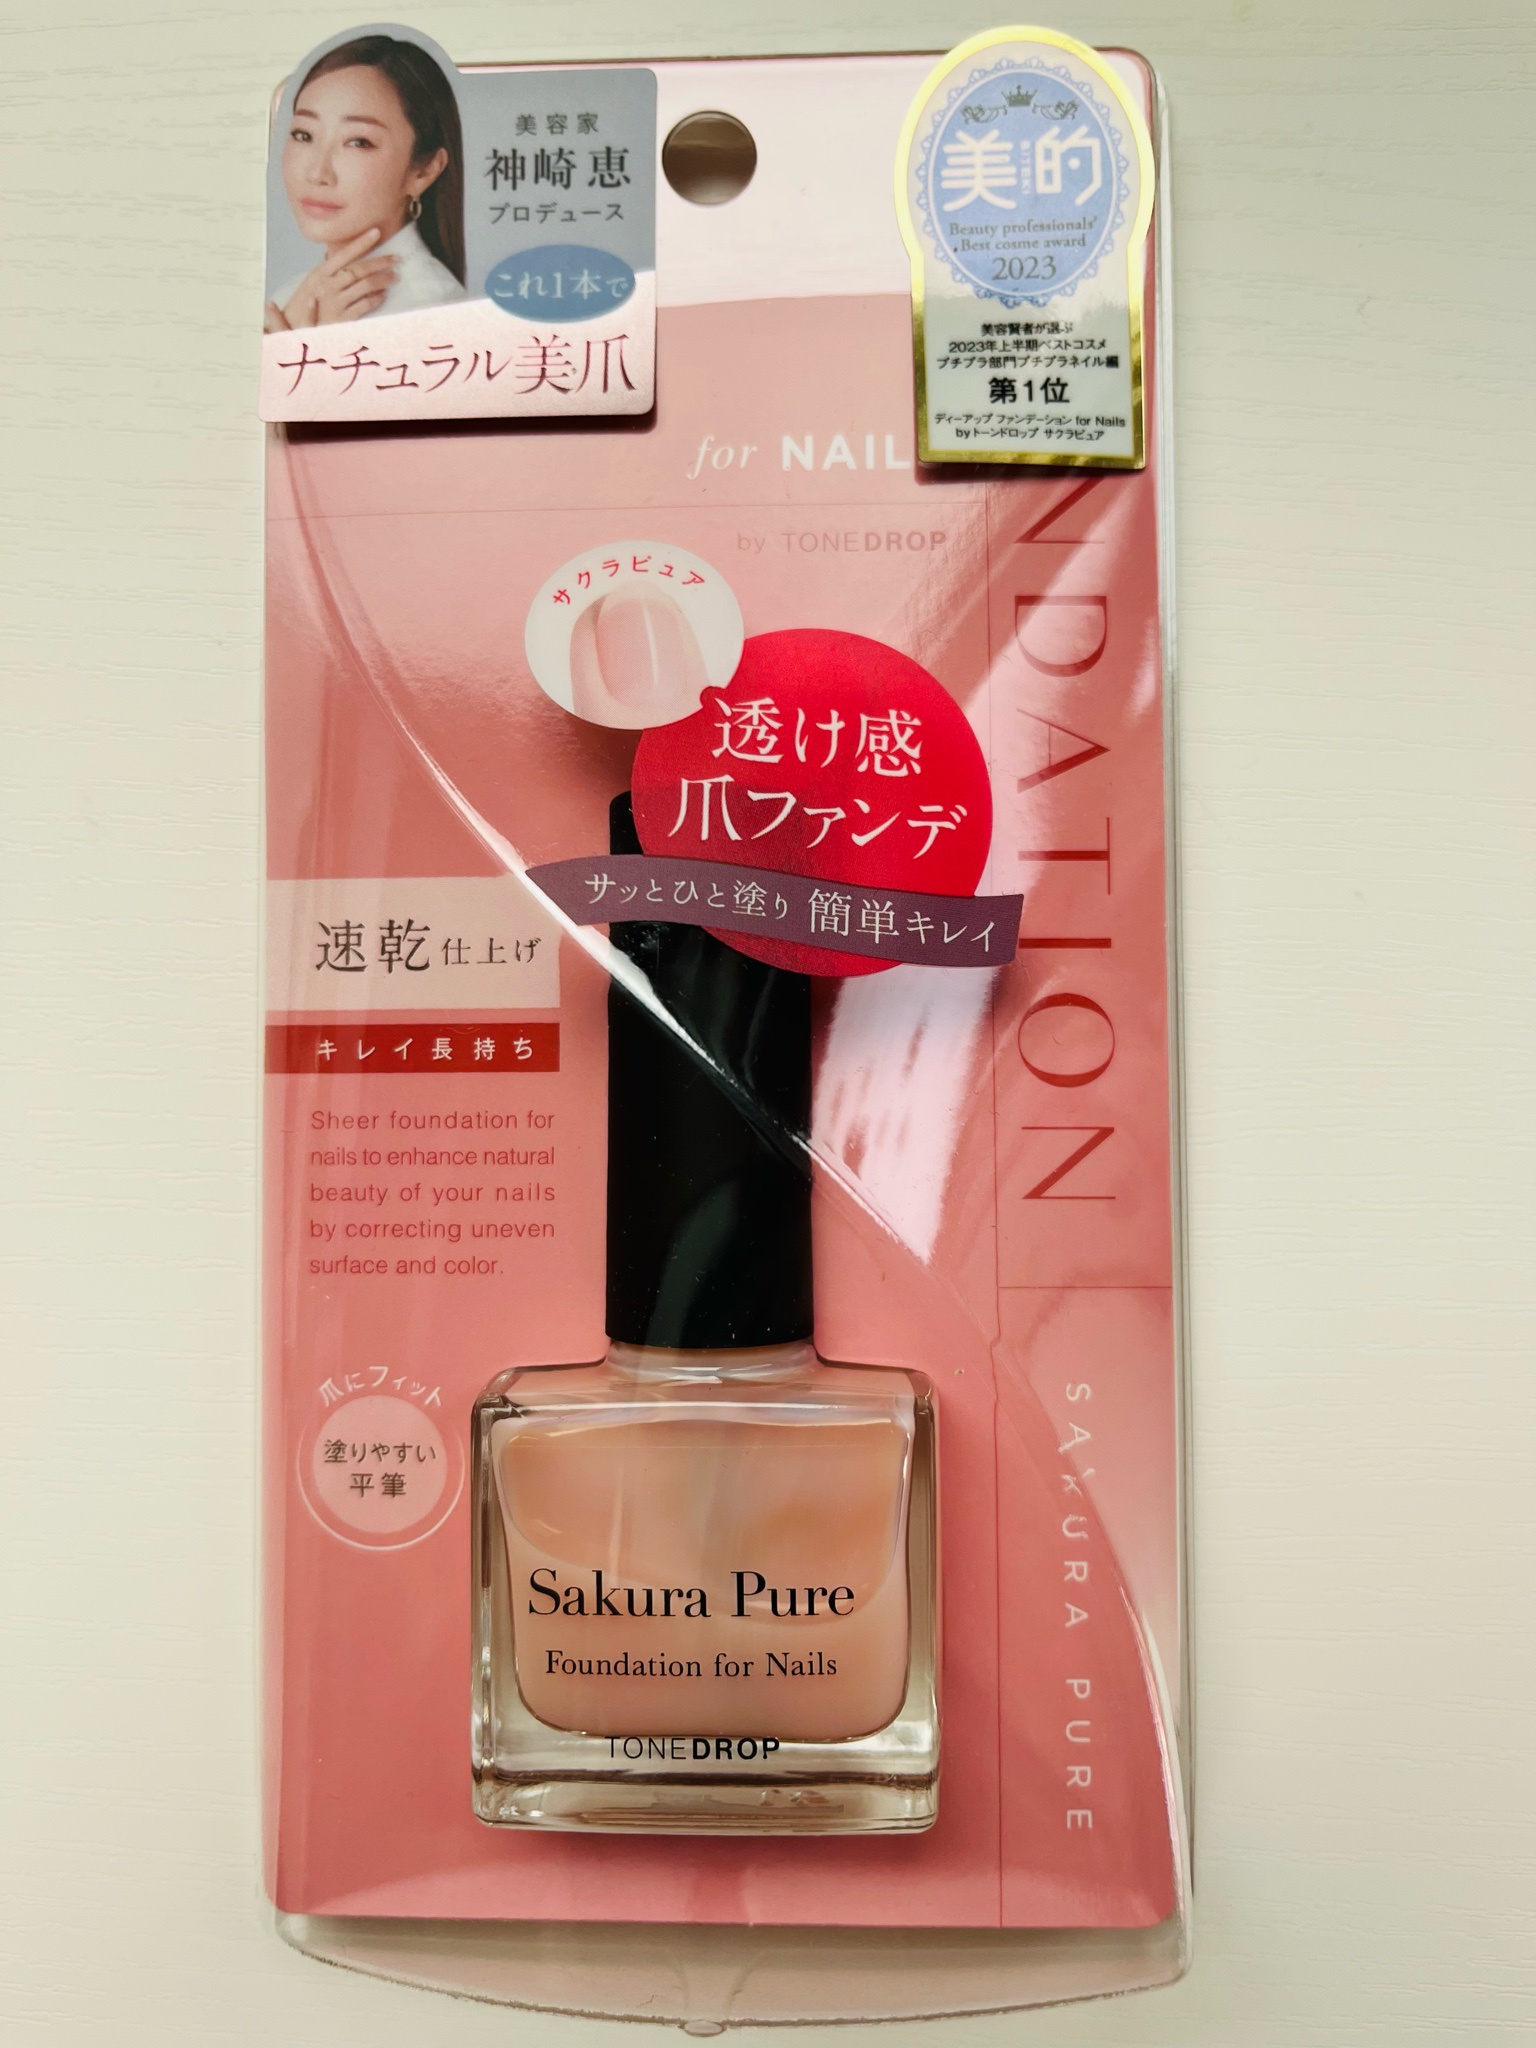 美容家
神崎 恵
プロデュース
これ1本で
ナチュラル美爪
美的
BITEKI
Beauty professionals'
Best cosme award
2023
美容賢者が選ぶ
2023年上半期ベストコスメ
プチプラ部門プチプラネイル編
第1位
ディーアップ ファンデーション for Nails
by トーンドロップ サクラピュア
for NAIL
by TONEDROP
NDATION
サクラピュア
透け感
爪ファンデ
サッとひと塗り 簡単キレイ
速乾仕上げ
キレイ長持ち
Sheer foundation for
nails to enhance natural
beauty of your nails
by correcting uneven
surface and color.
爪にフィット
塗りやすい
平筆
SAKURA PURE
Sakura Pure
Foundation for Nails
TONEDROP